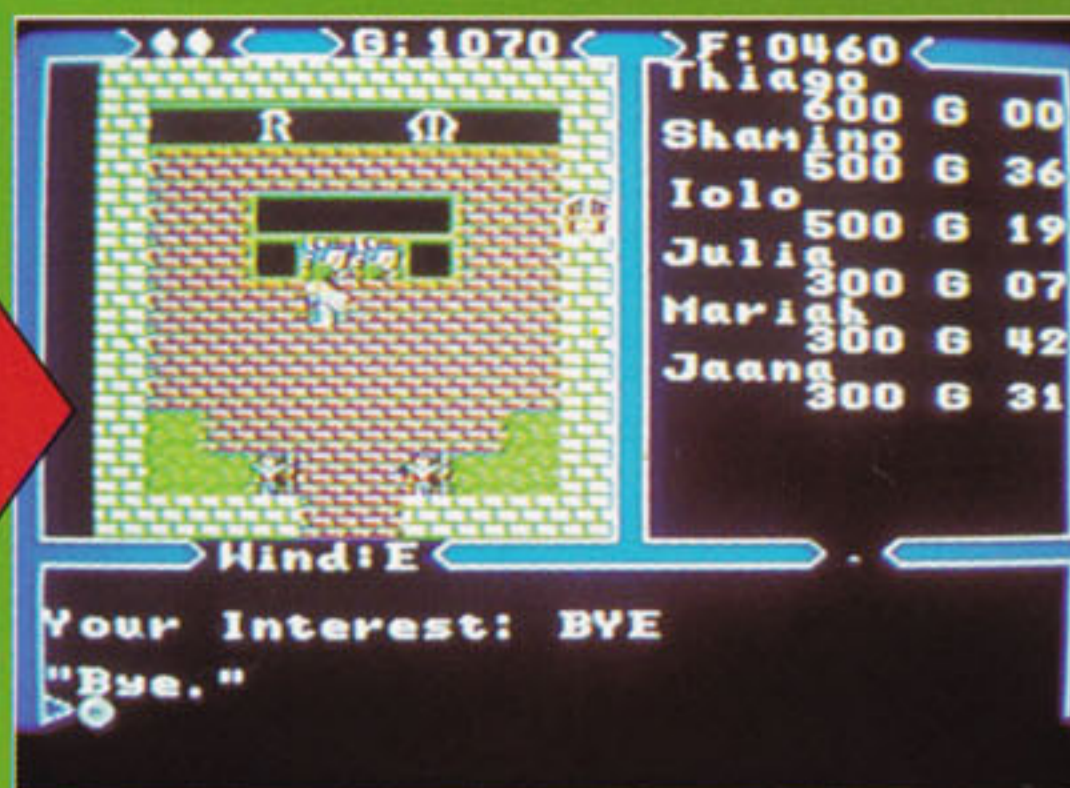 G:1070
F:0460
R M
Thiago
600 G 00
Shamino
500 G 36
Iolo
500 G 19
Julia
300 G 07
Mariah
300 G 42
Jaana
300 G 31
Wind:E
Your Interest: BYE
"Bye."